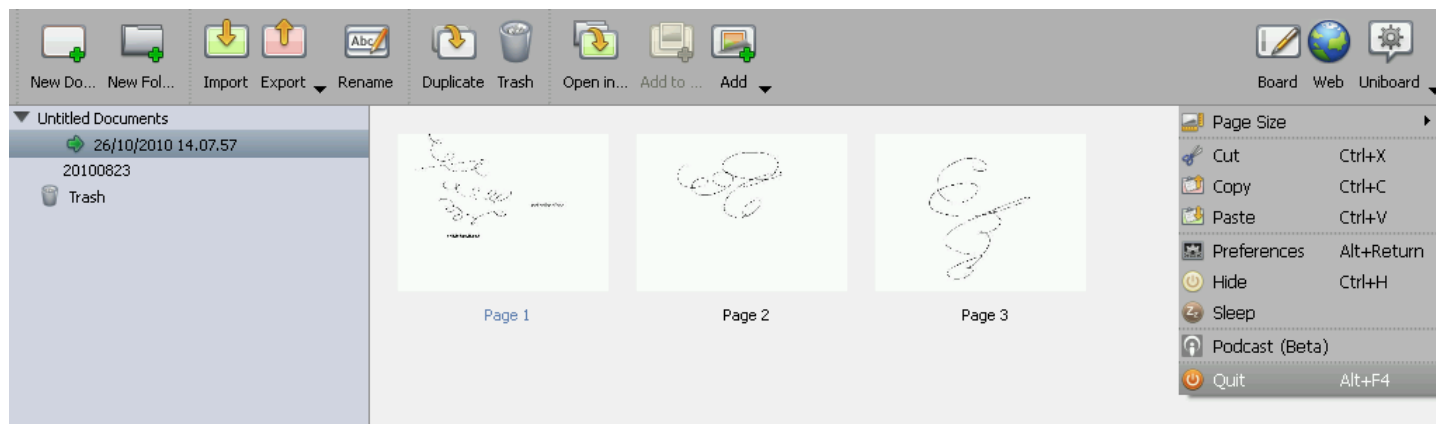 New Do... New Fol... Import Export Rename Duplicate Trash Open in... Add to ... Add Board Web Uniboard
Untitled Documents
26/10/2010 14.07.57
20100823
Trash
Page 1 Page 2 Page 3
Page Size
Cut Ctrl+X
Copy Ctrl+C
Paste Ctrl+V
Preferences Alt+Return
Hide Ctrl+H
Sleep
Podcast (Beta)
Quit Alt+F4